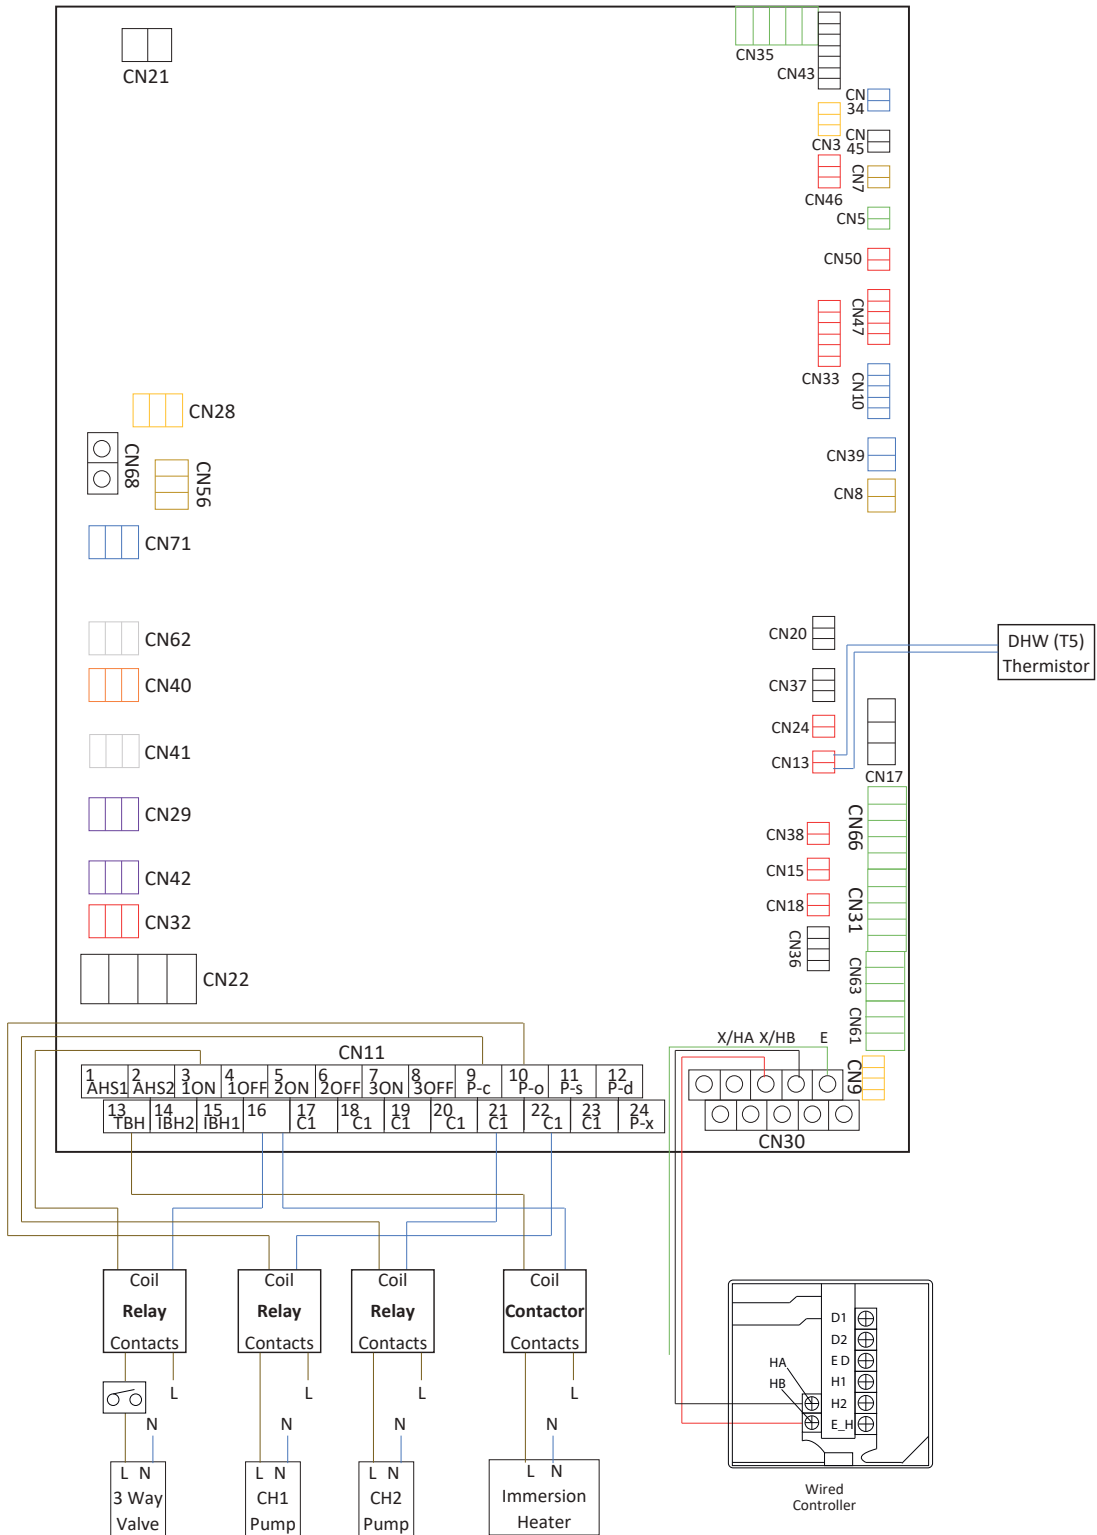 CN21
CN35
CN43
CN
34
CN3
CN
45
CN46
CN7
CN5
CN50
CN47
CN33
CN10
CN28
CN68
CN56
CN39
CN8
CN71
CN62
CN20
DHW (T5)
Thermistor
CN40
CN37
CN41
CN24
CN13
CN17
CN29
CN66
CN38
CN42
CN15
CN32
CN18
CN31
CN36
CN22
CN63
CN61
X/HA X/HB E
CN11
CN9
1 2 3 4 5 6 7 8 9 10 11 12
AHS1 AHS2 1ON 1OFF 2ON 2OFF 3ON 3OFF P-c P-o P-s P-d
13 14 15 16 17 18 19 20 21 22 23 24
TBH IBH2 IBH1 C1 C1 C1 C1 C1 C1 C1 P-x
CN30
Coil
Relay
Contacts
Coil
Relay
Contacts
Coil
Relay
Contacts
Coil
Contactor
Contacts
L
L
L
L
N
N
N
N
L N
3 Way
Valve
L N
CH1
Pump
L N
CH2
Pump
L N
Immersion
Heater
D1
D2
E D
H1
H2
E_H
HA
HB
Wired
Controller